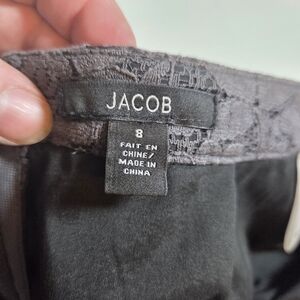 JACOB
8
FAIT EN
CHINE/
MADE IN
CHINA